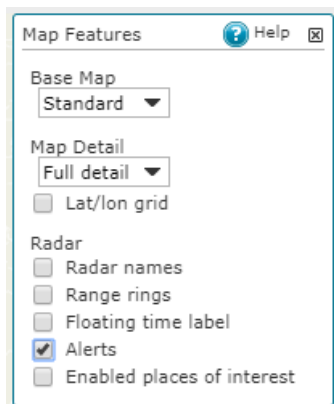 Map Features Help
Base Map
Standard
Map Detail
Full detail
Lat/lon grid
Radar
Radar names
Range rings
Floating time label
Alerts
Enabled places of interest